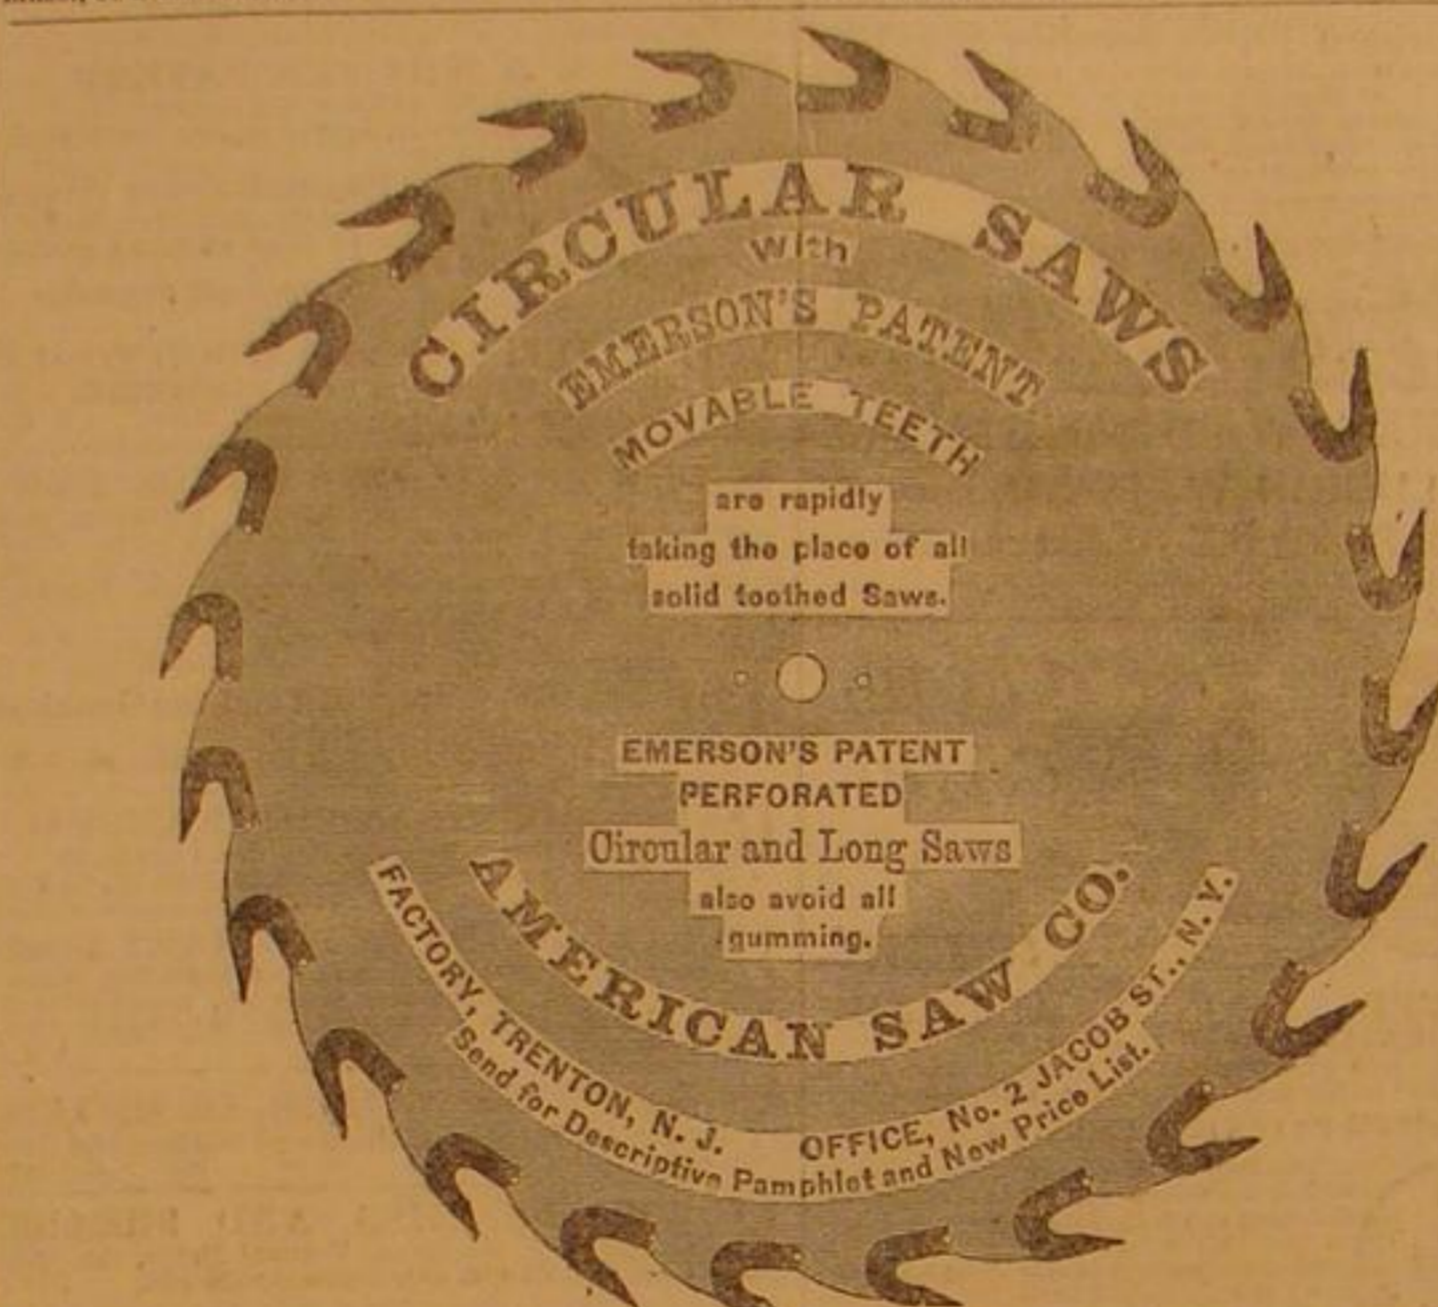 CIRCULAR SAWS
With
EMERSON'S PATENT
MOVABLE TEETH
are rapidly
taking the place of all
solid toothed Saws.
EMERSON'S PATENT
PERFORATED
Circular and Long Saws
also avoid all
gumming.
AMERICAN SAW CO.
FACTORY, TRENTON, N. J. OFFICE, No. 2 JACOB ST., N. Y.
Send for Descriptive Pamphlet and New Price List.